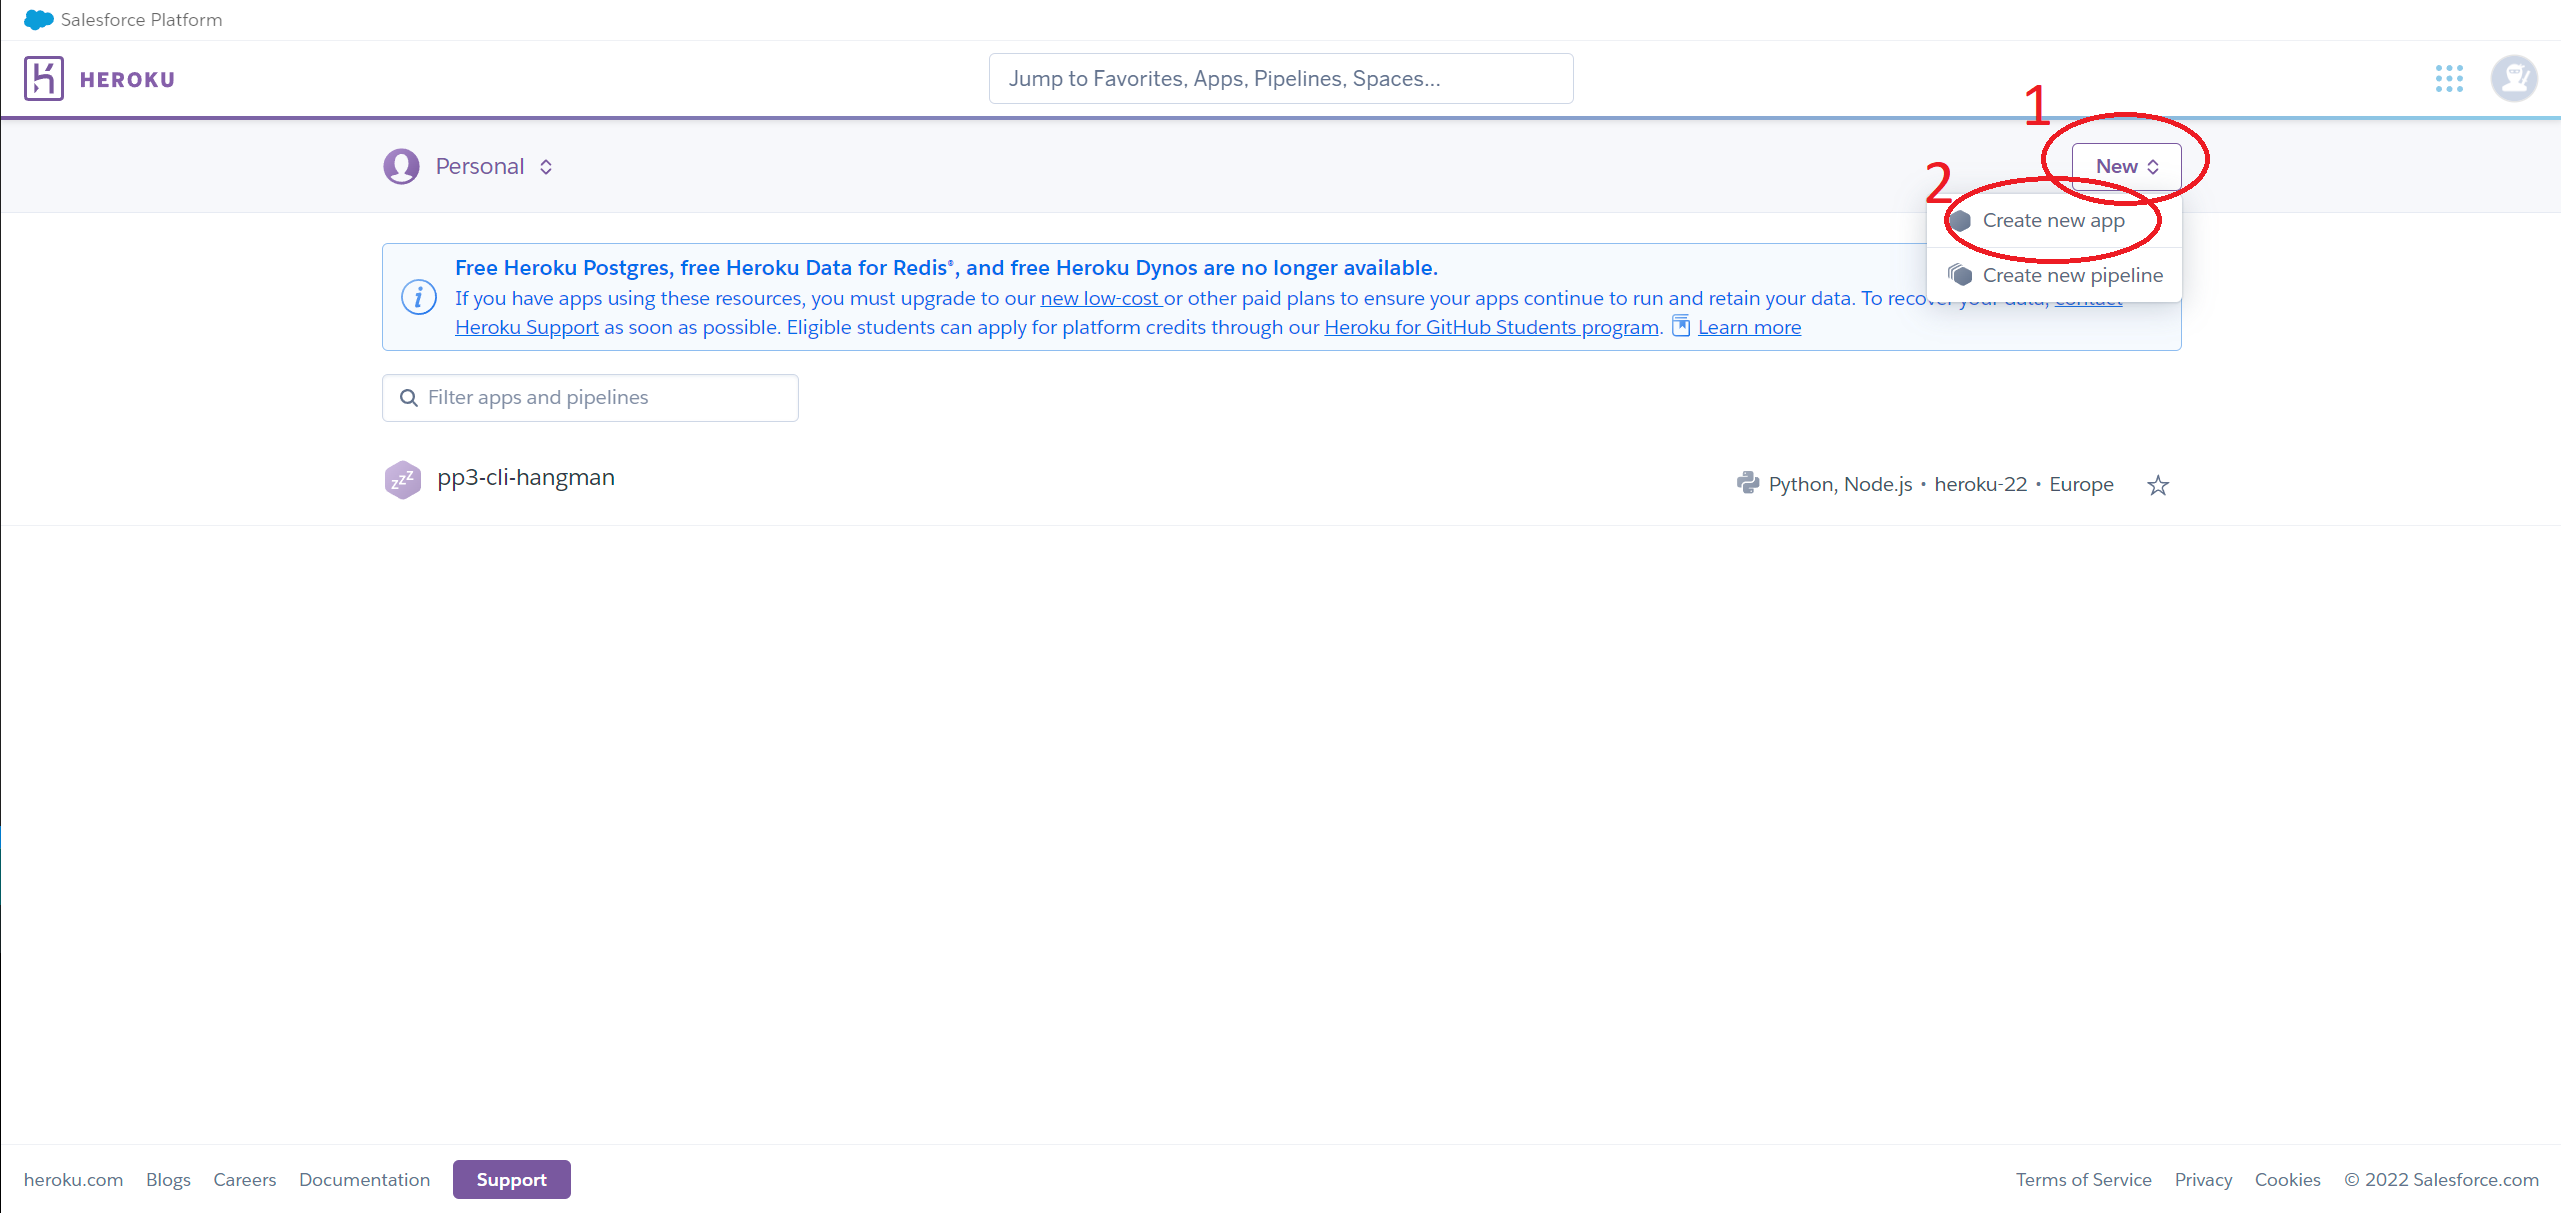 Salesforce Platform
HEROKU
Jump to Favorites, Apps, Pipelines, Spaces...
1
Personal
New
2
Create new app
Create new pipeline
Free Heroku Postgres, free Heroku Data for Redis®, and free Heroku Dynos are no longer available.
If you have apps using these resources, you must upgrade to our new low-cost or other paid plans to ensure your apps continue to run and retain your data. To recover your data, contact
Heroku Support as soon as possible. Eligible students can apply for platform credits through our Heroku for GitHub Students program. Learn more
Filter apps and pipelines
zzz pp3-cli-hangman
Python, Node.js • heroku-22 • Europe
heroku.com Blogs Careers Documentation Support
Terms of Service Privacy Cookies © 2022 Salesforce.com